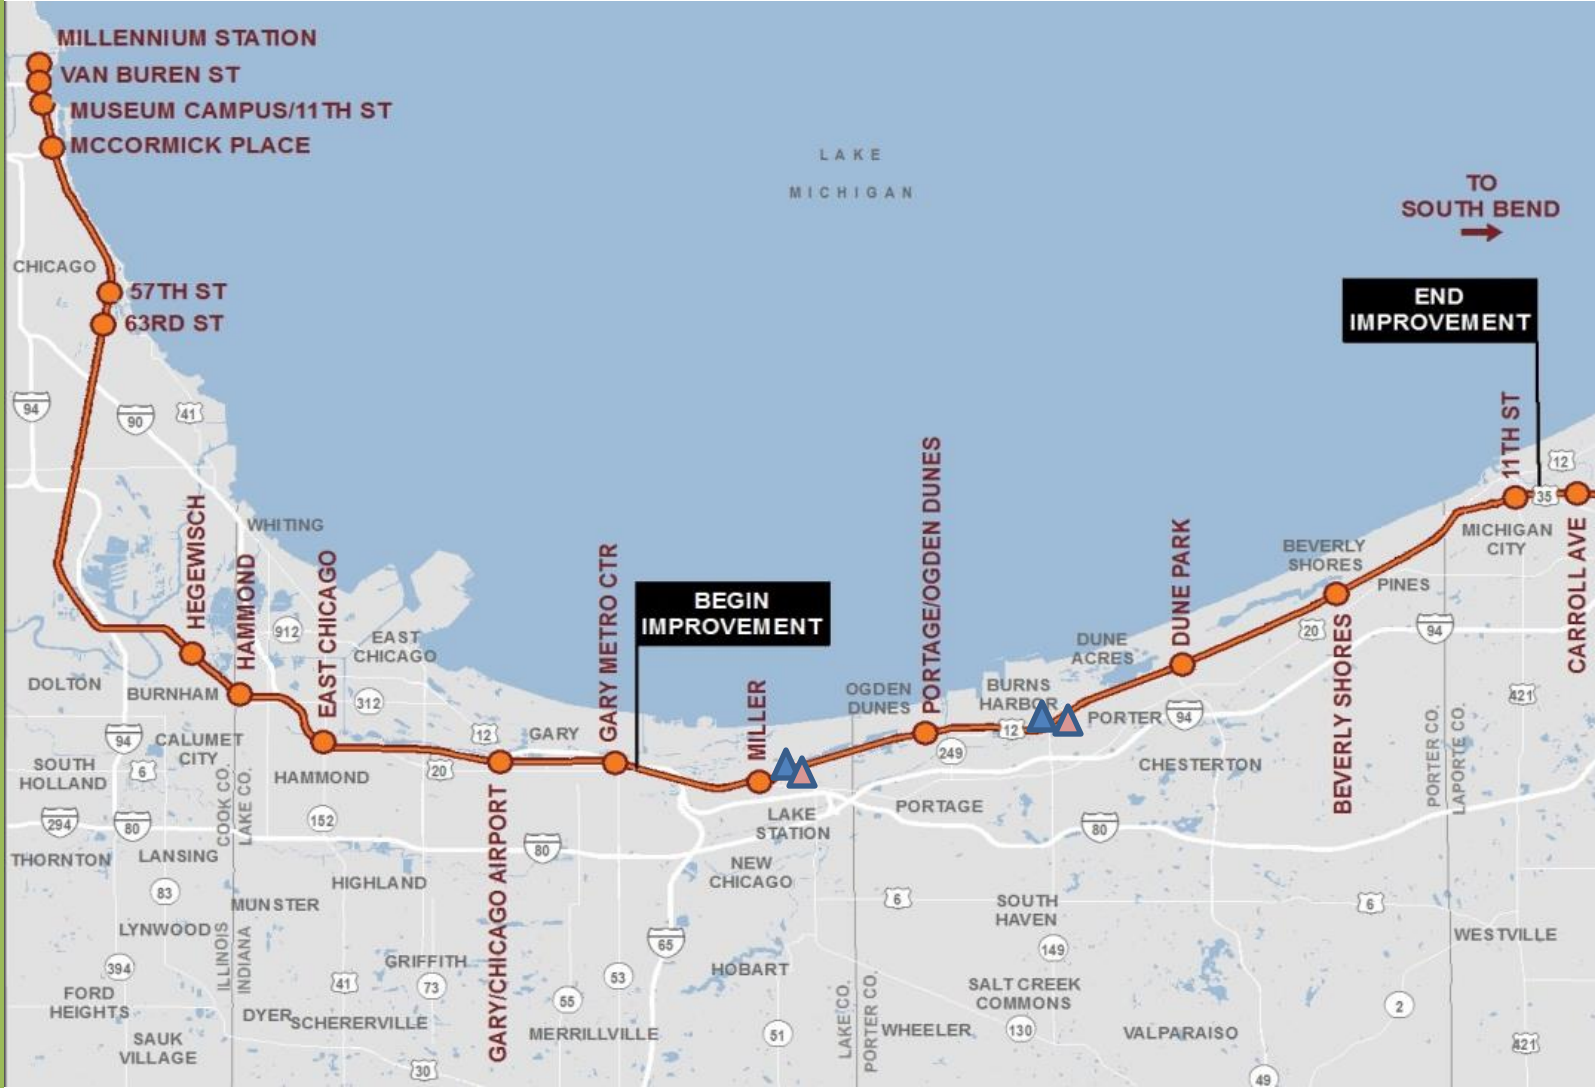 MILLENNIUM STATION
VAN BUREN ST
MUSEUM CAMPUS/11TH ST
MCCORMICK PLACE
LAKE
MICHIGAN
TO
SOUTH BEND
CHICAGO
57TH ST
63RD ST
END
IMPROVEMENT
94
90
41
11TH ST
12
35
HEGEWISCH
WHITING
HAMMOND
EAST CHICAGO
GARY METRO CTR
PORTAGE/OGDEN DUNES
DUNE PARK
BEVERLY
SHORES
MICHIGAN
CITY
CARROLL AVE
PINES
BEGIN
IMPROVEMENT
912
EAST
CHICAGO
20
94
DUNE
ACRES
DOLTON
BURNHAM
312
MILLER
OGDEN
DUNES
BURNS
HARBOR
12
PORTER
94
BEVERLY SHORES
421
94
CALUMET
CITY
12
GARY
249
PORTER CO.
LAPORTE CO.
SOUTH
HOLLAND
6
HAMMOND
20
CHESTERTON
COOK CO.
LAKE CO.
294
80
152
LAKE
STATION
PORTAGE
80
THORNTON
LANSING
80
NEW
CHICAGO
GARY/CHICAGO AIRPORT
83
HIGHLAND
MUNSTER
6
SOUTH
HAVEN
6
LYNWOOD
ILLINOIS
INDIANA
65
149
WESTVILLE
394
GRIFFITH
41
73
53
HOBART
SALT CREEK
COMMONS
FORD
HEIGHTS
55
2
DYER
SCHERERVILLE
MERRILLVILLE
51
LAKE CO.
PORTER CO.
WHEELER
130
VALPARAISO
421
SAUK
VILLAGE
30
49